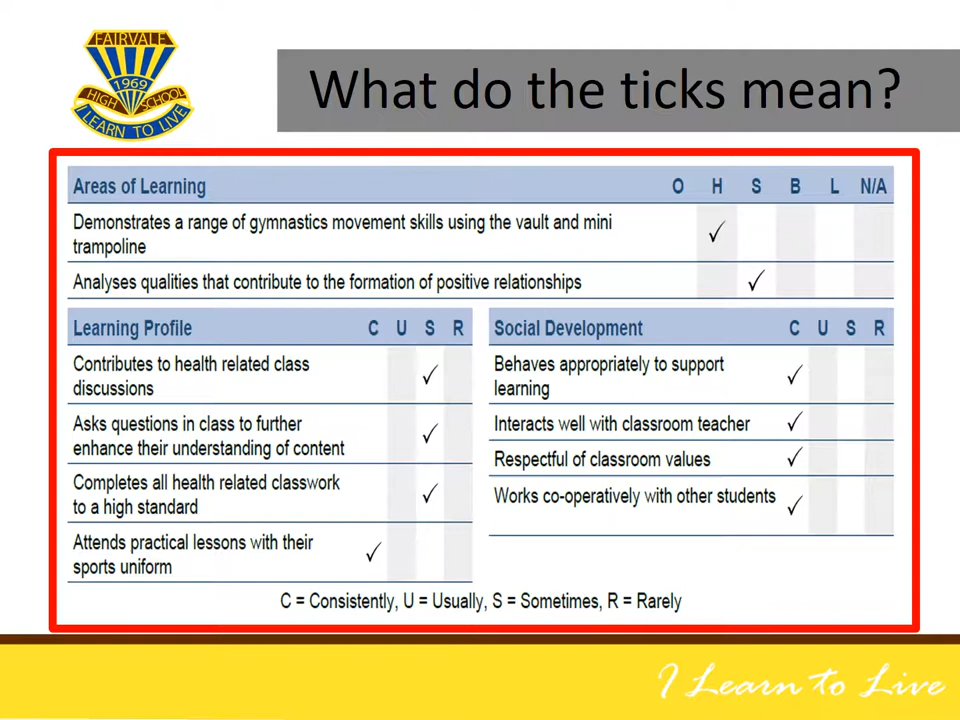 FAIRVALE
1969
HIGH SCHOOL
I LEARN TO LIVE
What do the ticks mean?
Areas of Learning O H S B L N/A
Demonstrates a range of gymnastics movement skills using the vault and mini
trampoline ✓
Analyses qualities that contribute to the formation of positive relationships ✓
Learning Profile C U S R
Contributes to health related class
discussions ✓
Asks questions in class to further
enhance their understanding of content ✓
Completes all health related classwork
to a high standard ✓
Attends practical lessons with their
sports uniform ✓
Social Development C U S R
Behaves appropriately to support
learning ✓
Interacts well with classroom teacher ✓
Respectful of classroom values ✓
Works co-operatively with other students ✓
C = Consistently, U = Usually, S = Sometimes, R = Rarely
I Learn to Live